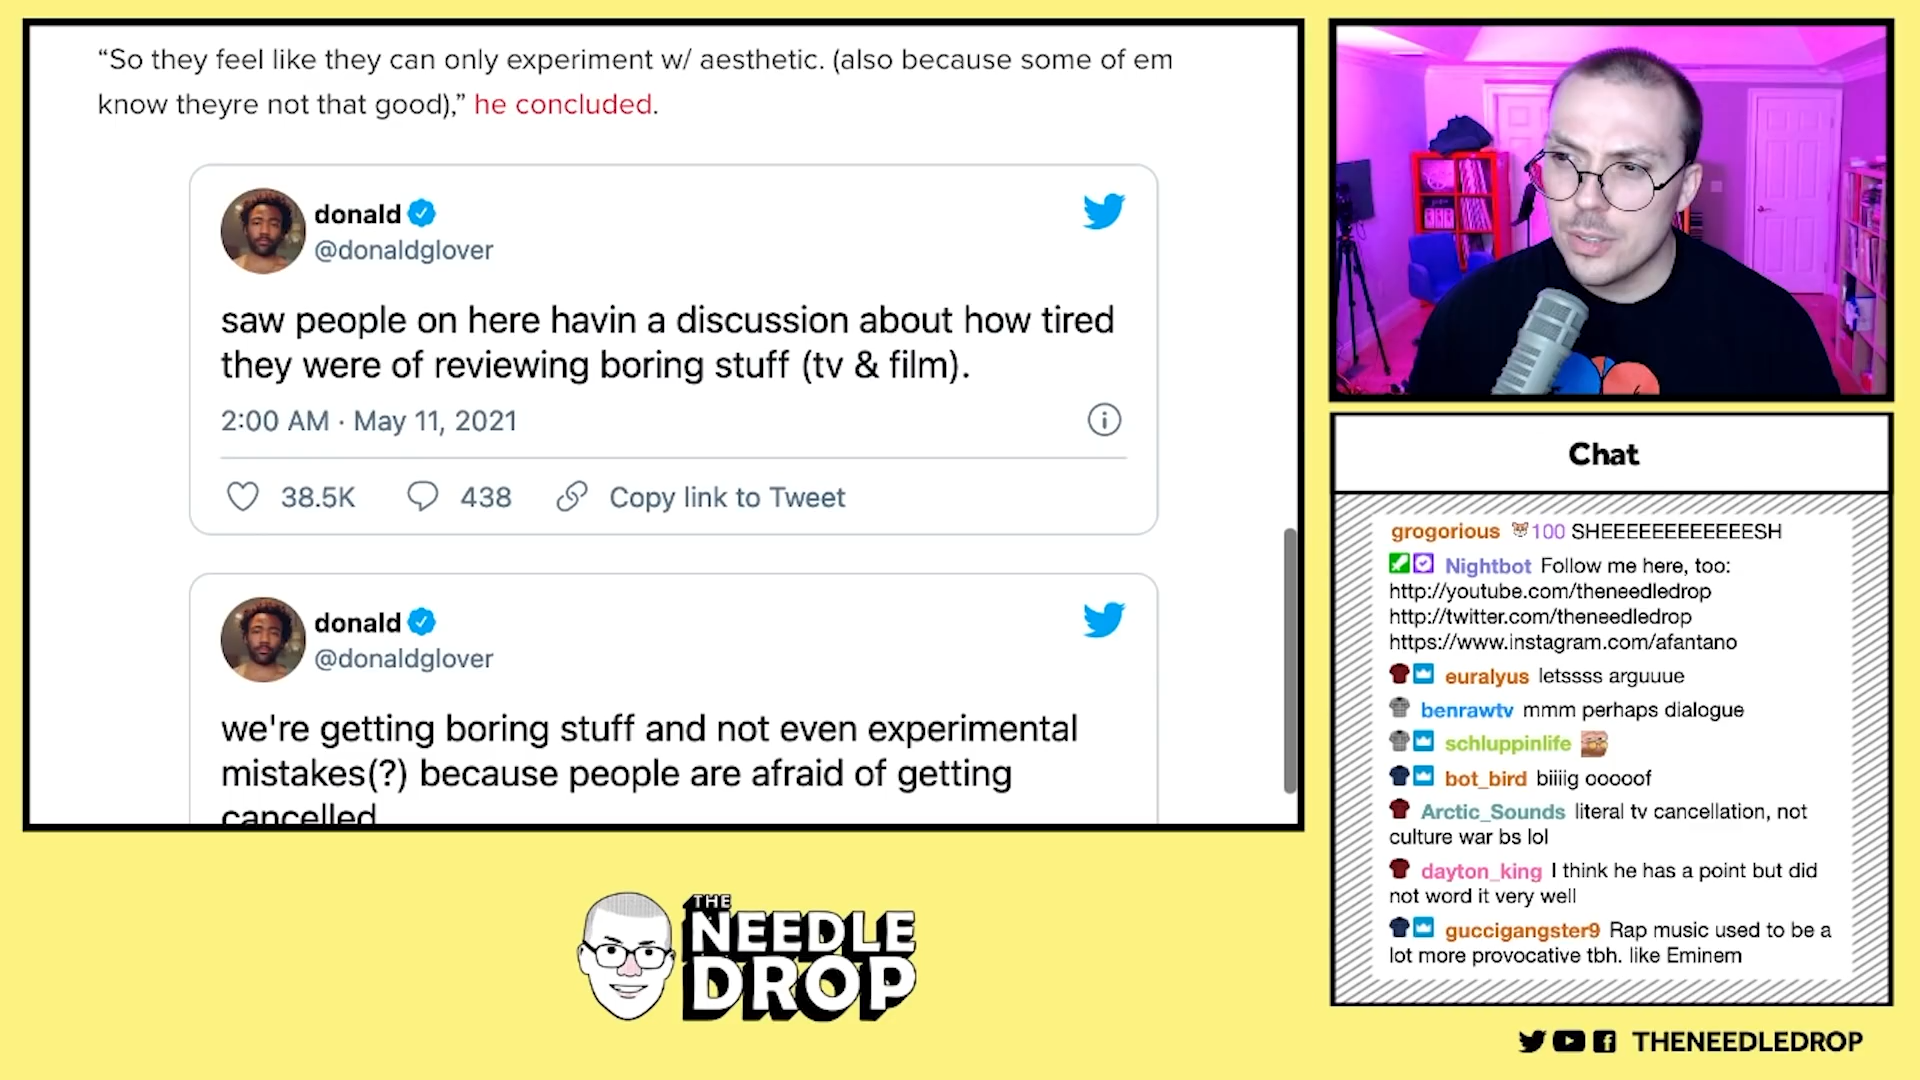 “So they feel like they can only experiment w/ aesthetic. (also because some of em
know theyre not that good),” he concluded.
donald
@donaldglover
saw people on here havin a discussion about how tired
they were of reviewing boring stuff (tv & film).
2:00 AM · May 11, 2021
38.5K 438 Copy link to Tweet
donald
@donaldglover
we're getting boring stuff and not even experimental
mistakes(?) because people are afraid of getting
cancelled
THE
NEEDLE
DROP
Chat
grogorious 100 SHEEEEEEEEEEEESH
Nightbot Follow me here, too:
http://youtube.com/theneedledrop
http://twitter.com/theneedledrop
https://www.instagram.com/afantano
euralyus letssss arguuue
benrawtv mmm perhaps dialogue
schluppinlife
bot_bird biiiig ooooof
Arctic_Sounds literal tv cancellation, not
culture war bs lol
dayton_king I think he has a point but did
not word it very well
guccigangster9 Rap music used to be a
lot more provocative tbh. like Eminem
THENEEDLEDROP